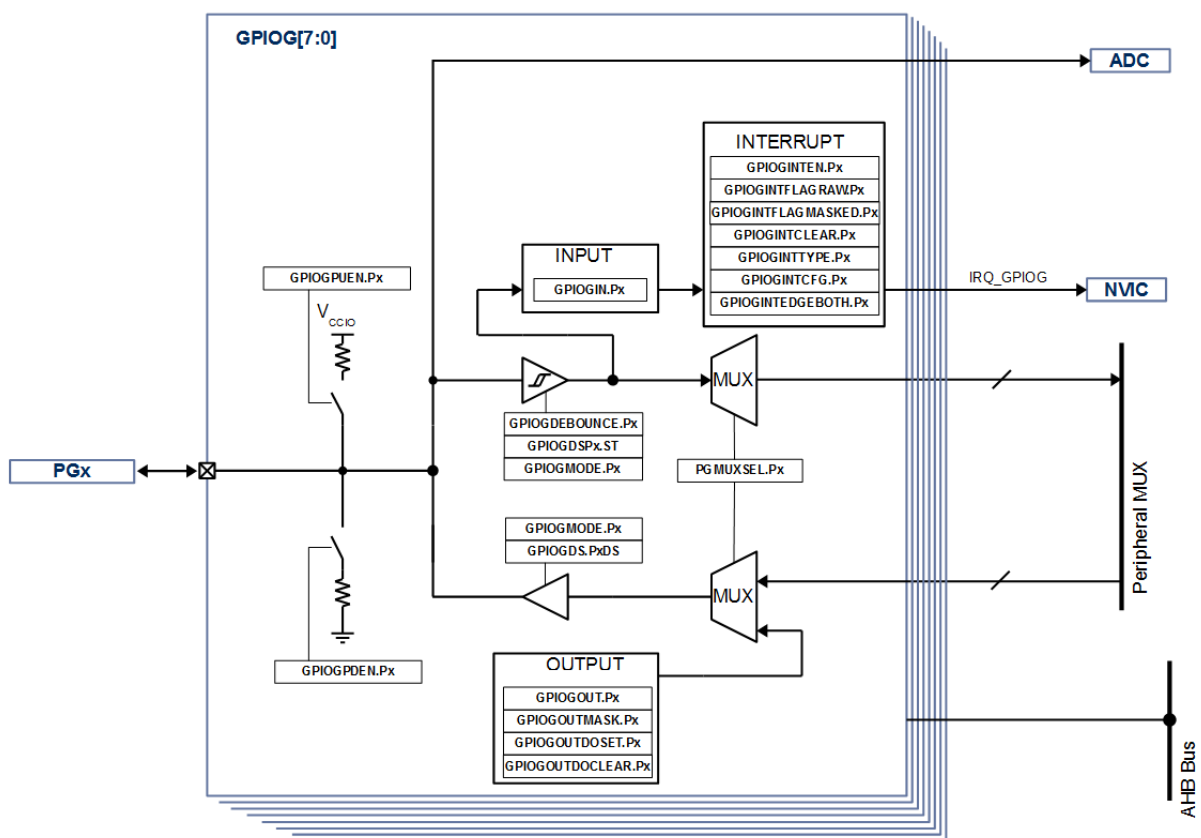 GPIOG[7:0]
ADC
INTERRUPT
GPIOGINTEN.Px
GPIOGINTFLAGRAW.Px
GPIOGINTFLAGMASKED.Px
GPIOGINTCLEAR.Px
GPIOGINTTYPE.Px
GPIOGINTCFG.Px
GPIOGINTEDGEBOTH.Px
INPUT
GPIOGIN.Px
IRQ_GPIOG
NVIC
GPIOGPUEN.Px
VCCIO
MUX
GPIOGDEBOUNCE.Px
GPIOGDSPx.ST
GPIOGMODE.Px
PGMUXSEL.Px
PGx
GPIOGMODE.Px
GPIOGDS.PxDS
MUX
Peripheral MUX
GPIOGPDEN.Px
OUTPUT
GPIOGOUT.Px
GPIOGOUTMASK.Px
GPIOGOUTDOSET.Px
GPIOGOUTDOCLEAR.Px
AHB Bus